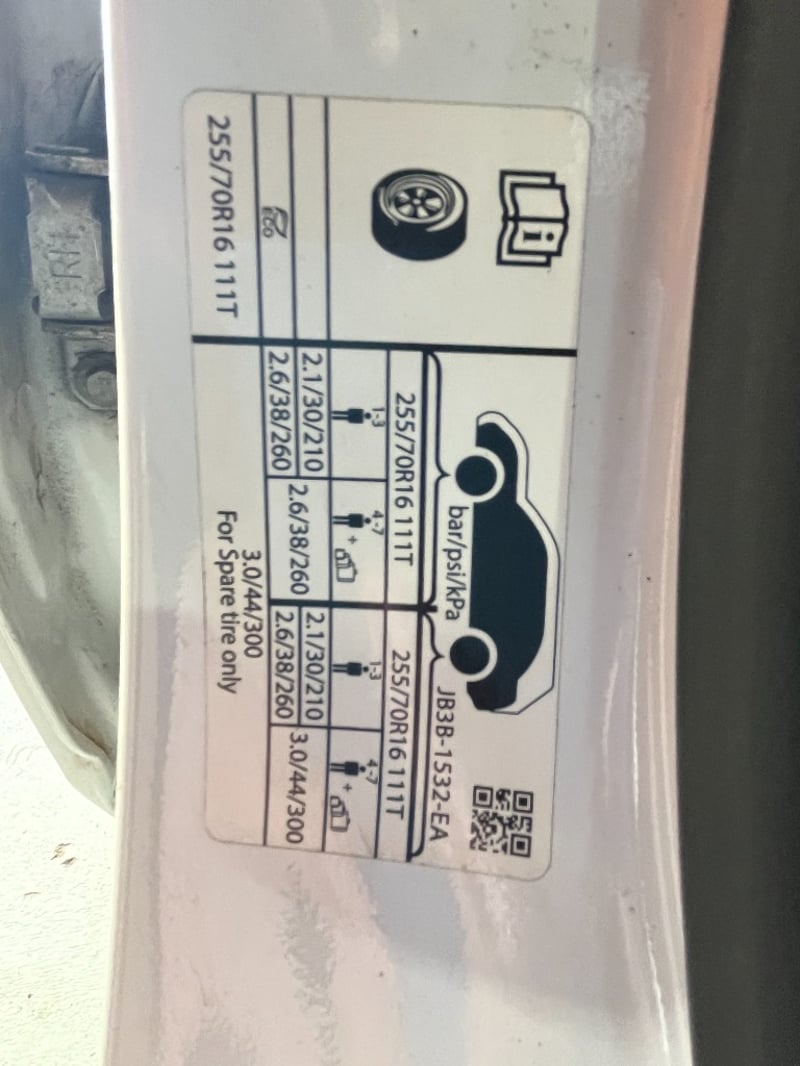 bar/psi/kPa JB3B-1532-EA
255/70R16 111T 255/70R16 111T
1-3 4-7 + 1-3 4-7 +
2.1/30/210 2.6/38/260 2.1/30/210 3.0/44/300
ECO 2.6/38/260 2.6/38/260
255/70R16 111T 3.0/44/300
For Spare tire only